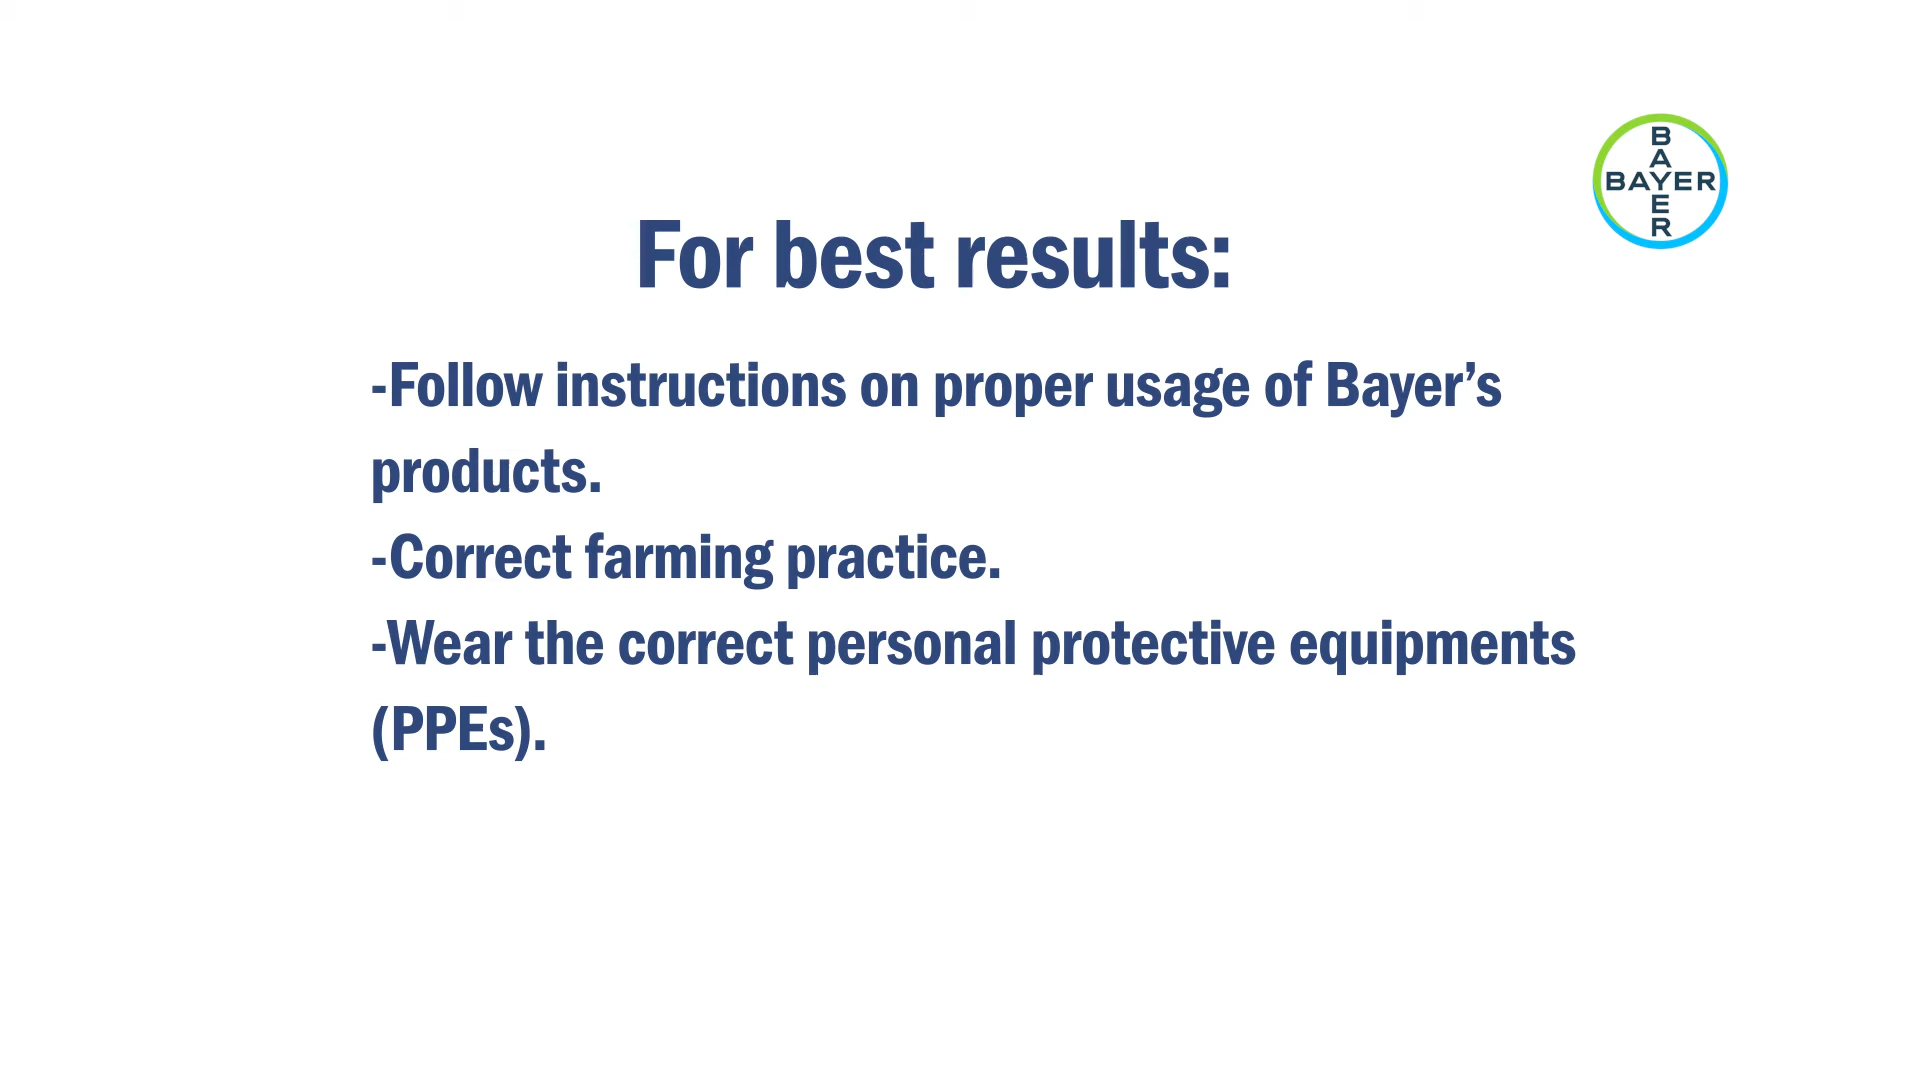 BAYER
BAYER
For best results:
-Follow instructions on proper usage of Bayer’s
products.
-Correct farming practice.
-Wear the correct personal protective equipments
(PPEs).